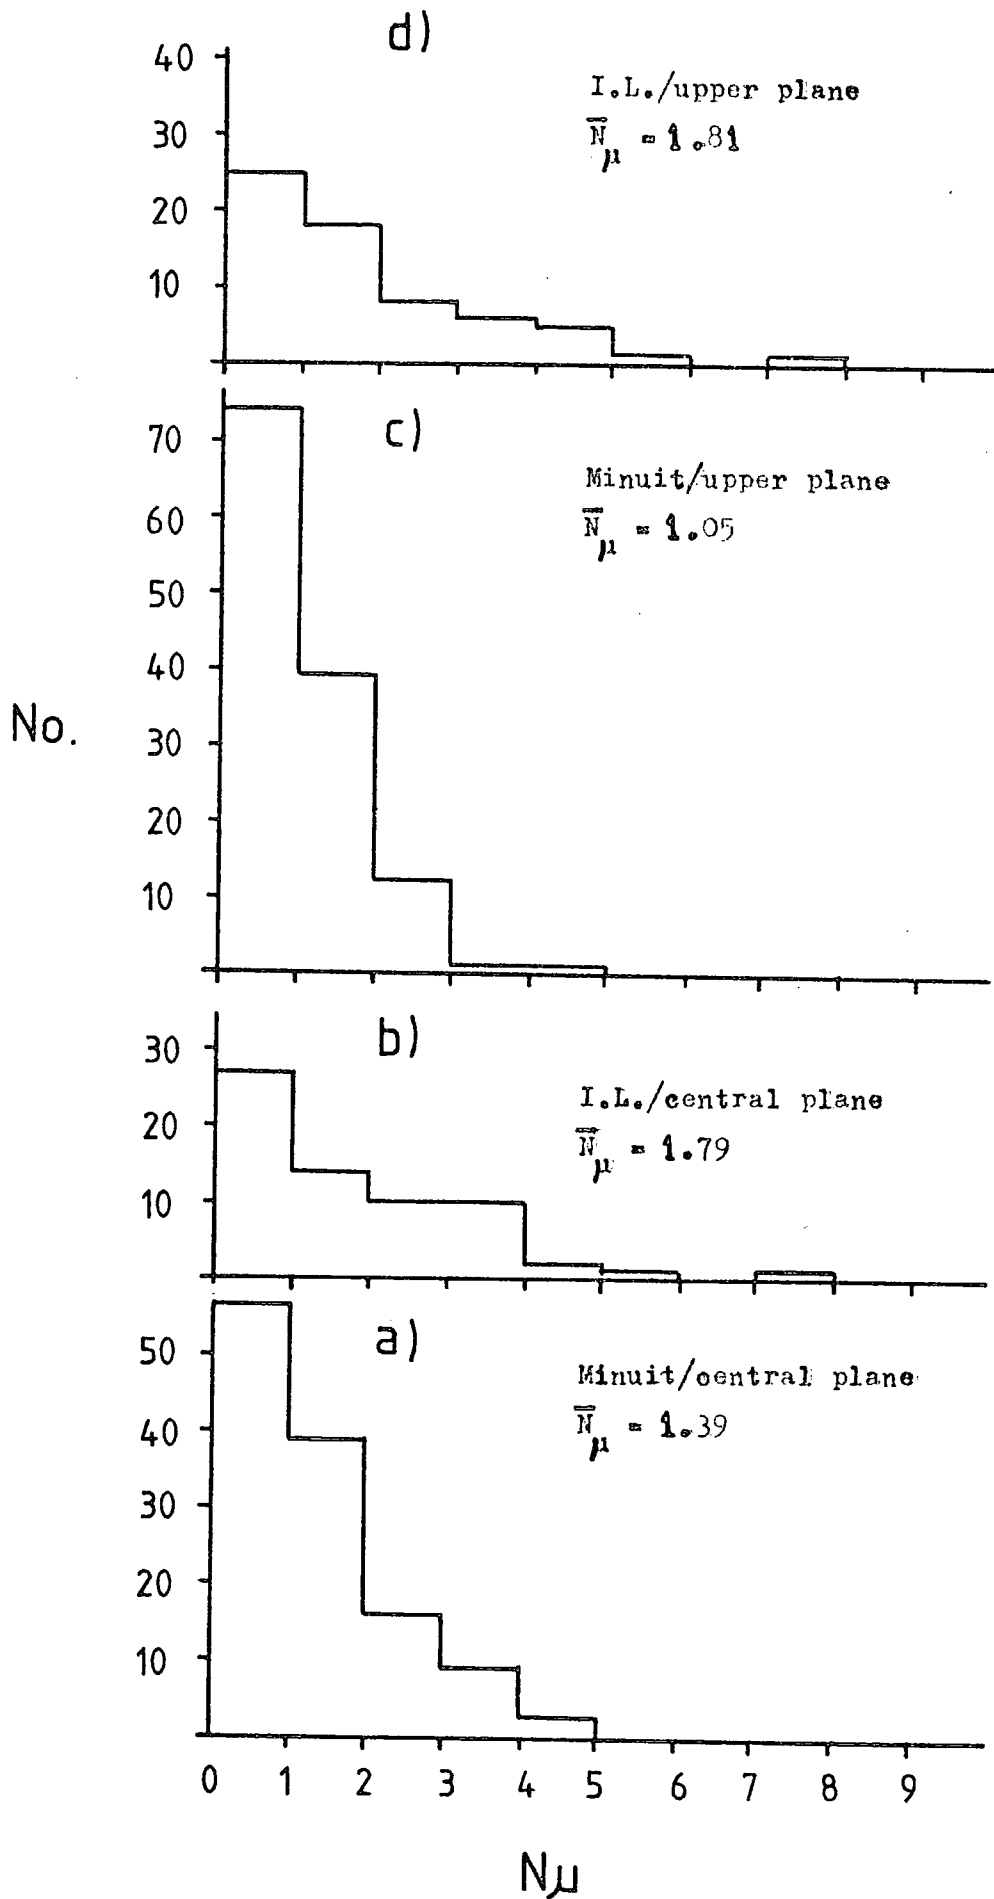 d)
40
30
20
10
I.L./upper plane
N̅μ = 1.81
c)
70
60
50
40
30
20
10
Minuit/upper plane
N̅μ = 1.05
No.
b)
30
20
10
I.L./central plane
N̅μ = 1.79
a)
50
40
30
20
10
Minuit/central plane
N̅μ = 1.39
0 1 2 3 4 5 6 7 8 9
Nμ